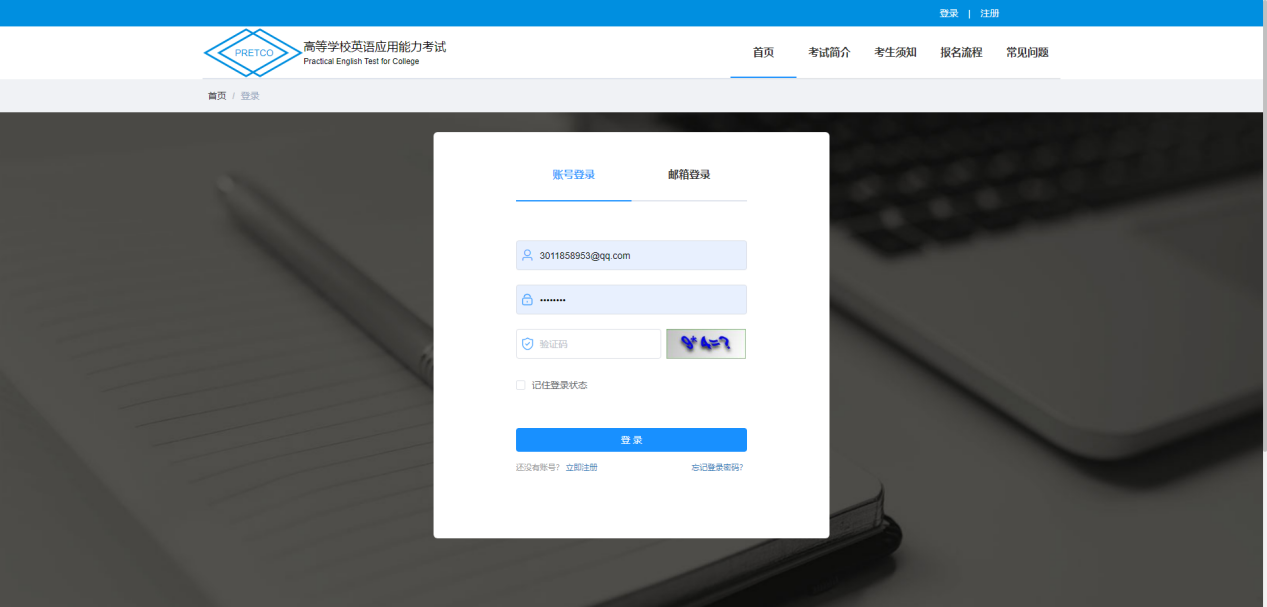 登录 | 注册
PRETCO
高等学校英语应用能力考试
Practical English Test for College
首页 考试简介 考生须知 报名流程 常见问题
首页 / 登录
账号登录 邮箱登录
3011858953@qq.com
••••••••
验证码
记住登录状态
登 录
还没有账号? 立即注册 忘记登录密码?